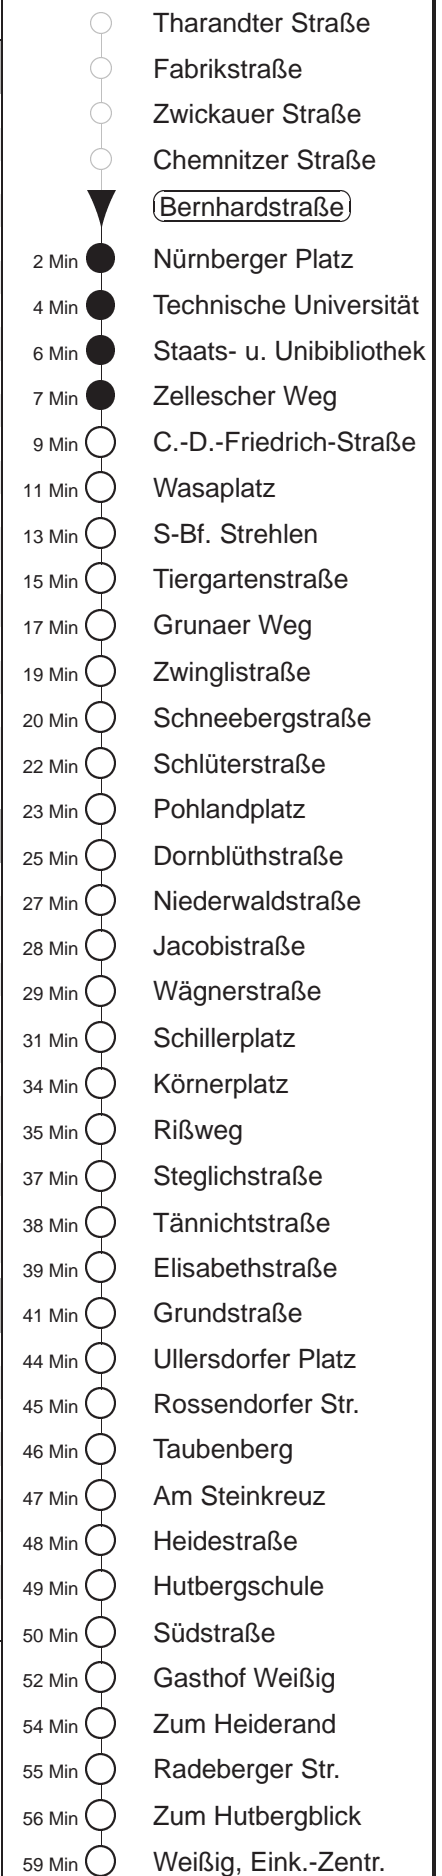 Tharandter Straße
Fabrikstraße
Zwickauer Straße
Chemnitzer Straße
Bernhardstraße
2 Min Nürnberger Platz
4 Min Technische Universität
6 Min Staats- u. Unibibliothek
7 Min Zellescher Weg
9 Min C.-D.-Friedrich-Straße
11 Min Wasaplatz
13 Min S-Bf. Strehlen
15 Min Tiergartenstraße
17 Min Grunaer Weg
19 Min Zwinglistraße
20 Min Schneebergstraße
22 Min Schlüterstraße
23 Min Pohlandplatz
25 Min Dornblüthstraße
27 Min Niederwaldstraße
28 Min Jacobistraße
29 Min Wägnerstraße
31 Min Schillerplatz
34 Min Körnerplatz
35 Min Rißweg
37 Min Steglichstraße
38 Min Tännichtstraße
39 Min Elisabethstraße
41 Min Grundstraße
44 Min Ullersdorfer Platz
45 Min Rossendorfer Str.
46 Min Taubenberg
47 Min Am Steinkreuz
48 Min Heidestraße
49 Min Hutbergschule
50 Min Südstraße
52 Min Gasthof Weißig
54 Min Zum Heiderand
55 Min Radeberger Str.
56 Min Zum Hutbergblick
59 Min Weißig, Eink.-Zentr.